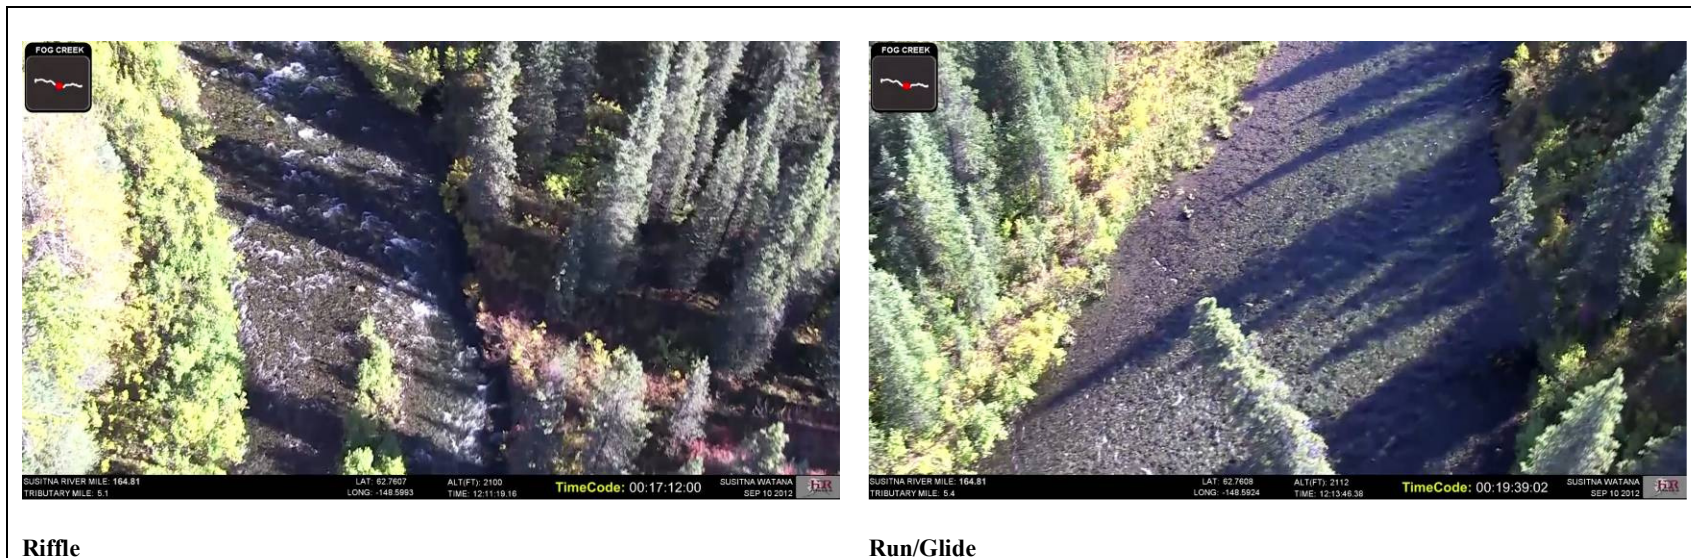 FOG CREEK
SUSITNA RIVER MILE: 164.81
TRIBUTARY MILE: 5.1
LAT: 62.7607
LONG: -148.5993
ALT(FT): 2100
TIME: 12:11:19.16
TimeCode: 00:17:12:00
SUSITNA WATANA
SEP 10 2012
HR
Riffle
FOG CREEK
SUSITNA RIVER MILE: 164.81
TRIBUTARY MILE: 5.4
LAT: 62.7608
LONG: -148.5924
ALT(FT): 2112
TIME: 12:13:46.38
TimeCode: 00:19:39:02
SUSITNA WATANA
SEP 10 2012
Run/Glide